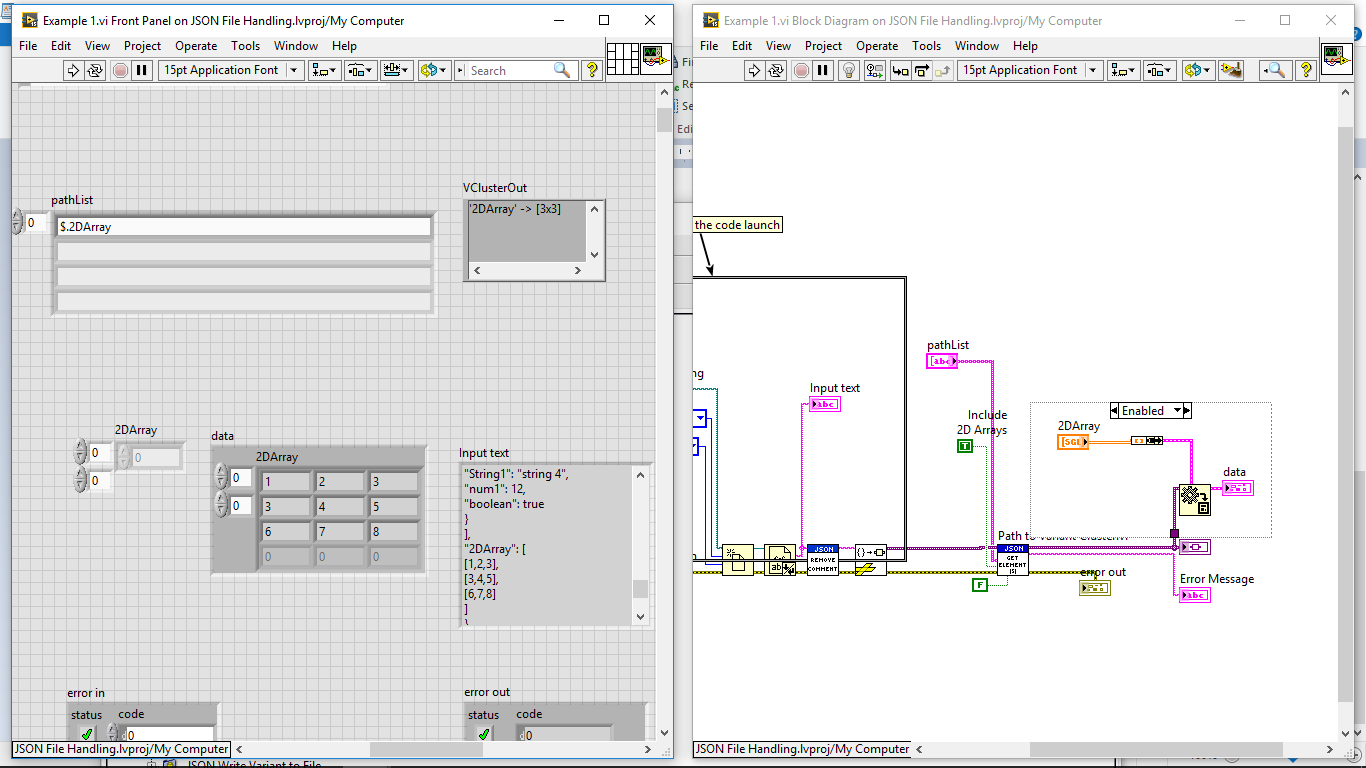 Example 1.vi Front Panel on JSON File Handling.lvproj/My Computer
File Edit View Project Operate Tools Window Help
15pt Application Font
Search
?
pathList
0
$.2DArray
VClusterOut
'2DArray' -> [3x3]
2DArray
0
0
0
data
2DArray
0
0
1 2 3
3 4 5
6 7 8
0 0 0
Input text
"String1": "string 4",
"num1": 12,
"boolean": true
}
],
"2DArray": [
[1,2,3],
[3,4,5],
[6,7,8]
]
}
error in
status code
0
error out
status code
0
JSON File Handling.lvproj/My Computer
JSON Write Variant to File
Example 1.vi Block Diagram on JSON File Handling.lvproj/My Computer
File Edit View Project Operate Tools Window Help
15pt Application Font
?
the code launch
pathList
abc
Input text
abc
Include
2D Arrays
T
Enabled
2DArray
SGL
data
JSON
REMOVE
COMMENT
Path to
JSON
GET
ELEMENT
(S)
F
error out
Error Message
abc
JSON File Handling.lvproj/My Computer